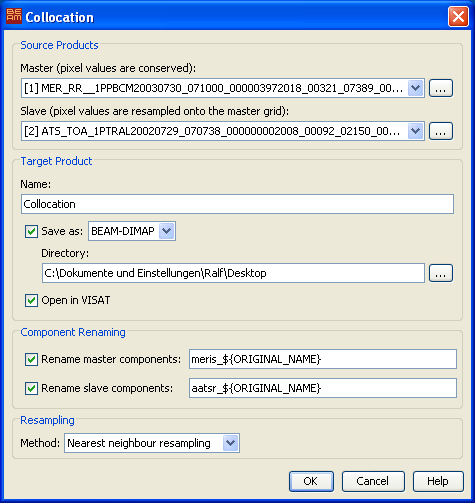 BEAM Collocation
Source Products
Master (pixel values are conserved):
[1] MER_RR__1PPBCM20030730_071000_000003972018_00321_07389_00...
...
Slave (pixel values are resampled onto the master grid):
[2] ATS_TOA_1PTRAL20020729_070738_000000002008_00092_02150_00...
...
Target Product
Name:
Collocation
Save as: BEAM-DIMAP
Directory:
C:\Dokumente und Einstellungen\Ralf\Desktop
...
Open in VISAT
Component Renaming
Rename master components: meris_${ORIGINAL_NAME}
Rename slave components: aatsr_${ORIGINAL_NAME}
Resampling
Method: Nearest neighbour resampling
OK Cancel Help